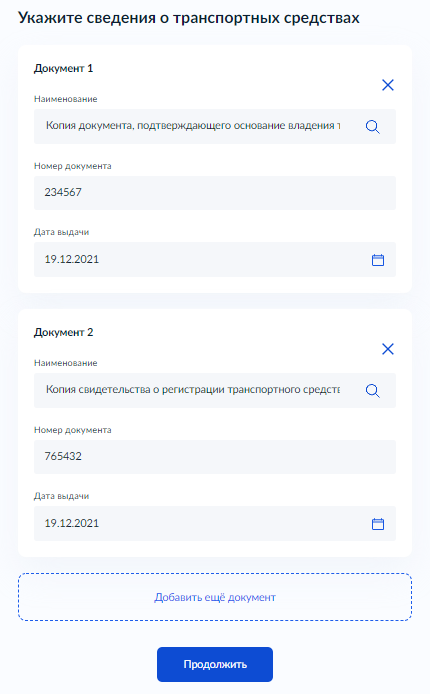 Укажите сведения о транспортных средствах
Документ 1
Наименование
Копия документа, подтверждающего основание владения
Номер документа
234567
Дата выдачи
19.12.2021
Документ 2
Наименование
Копия свидетельства о регистрации транспортного средств
Номер документа
765432
Дата выдачи
19.12.2021
Добавить ещё документ
Продолжить